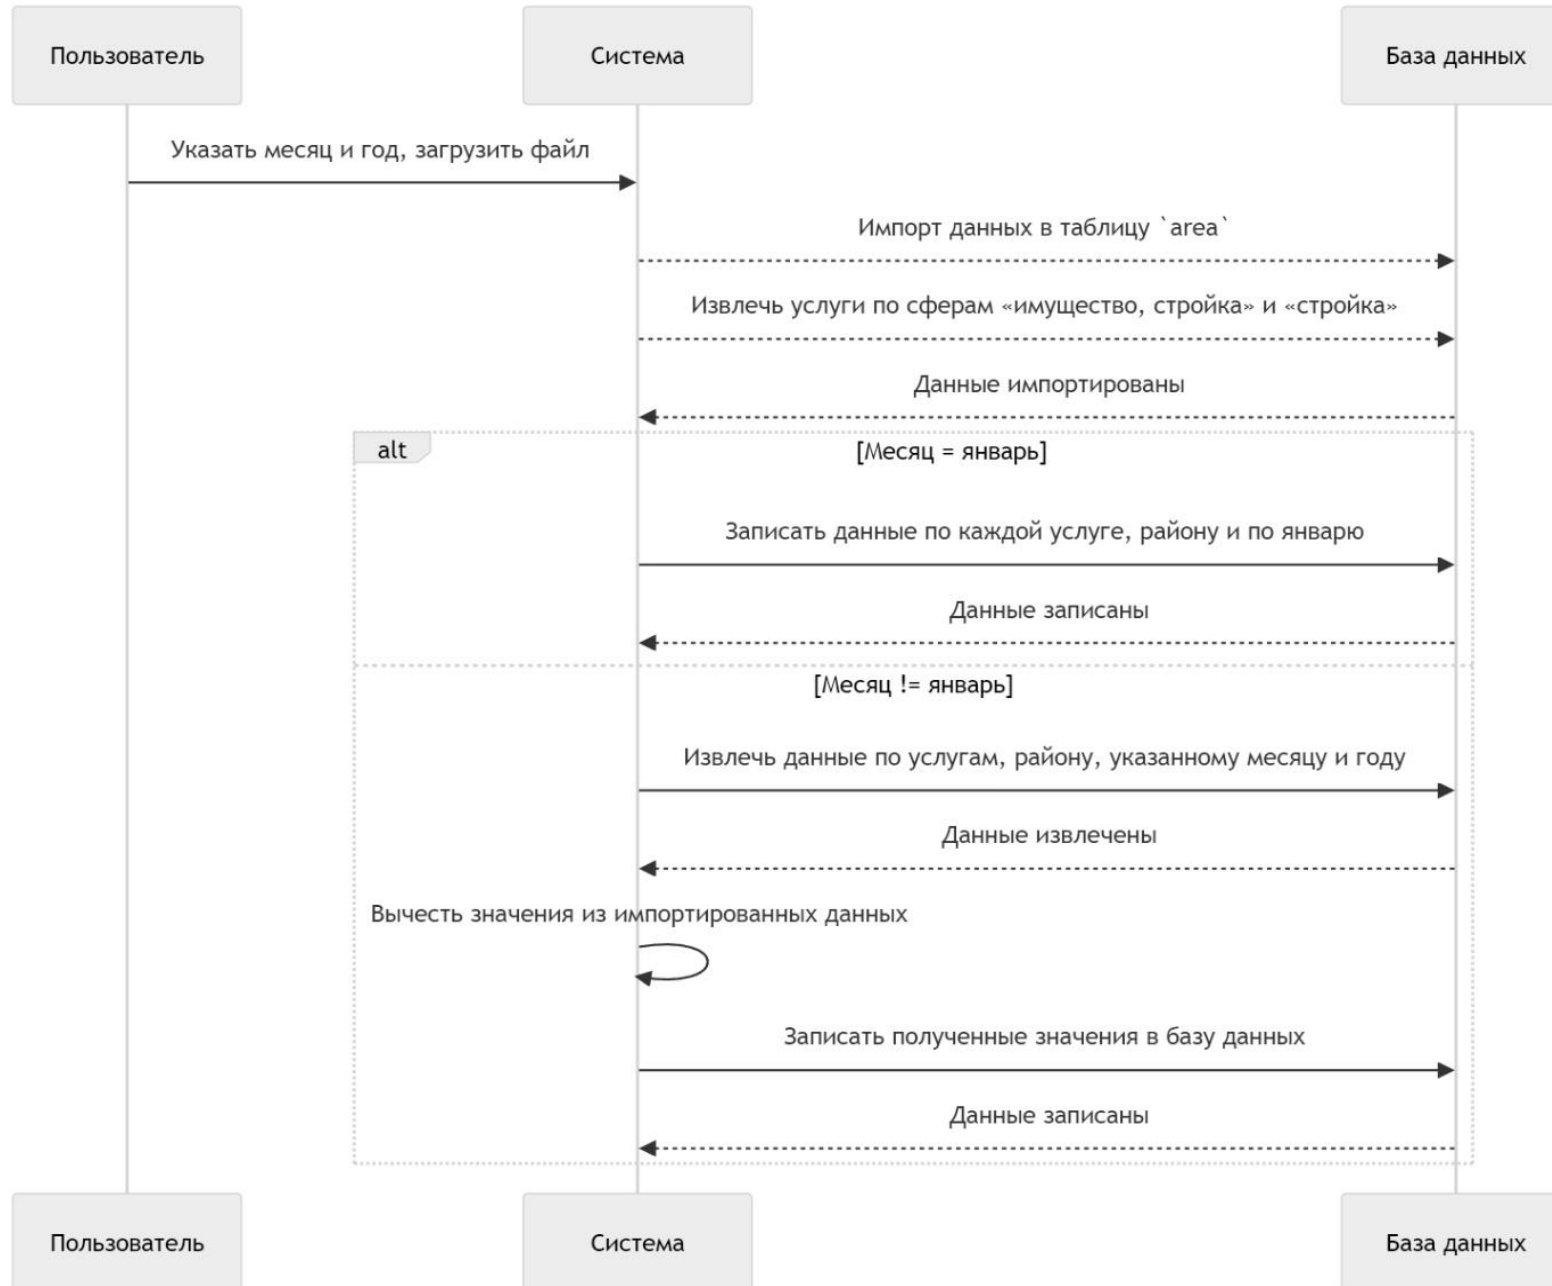 Пользователь
Система
База данных
Указать месяц и год, загрузить файл
Импорт данных в таблицу `area`
Извлечь услуги по сферам «имущество, стройка» и «стройка»
Данные импортированы
alt
[Месяц = январь]
Записать данные по каждой услуге, району и по январю
Данные записаны
[Месяц != январь]
Извлечь данные по услугам, району, указанному месяцу и году
Данные извлечены
Вычесть значения из импортированных данных
Записать полученные значения в базу данных
Данные записаны
Пользователь
Система
База данных